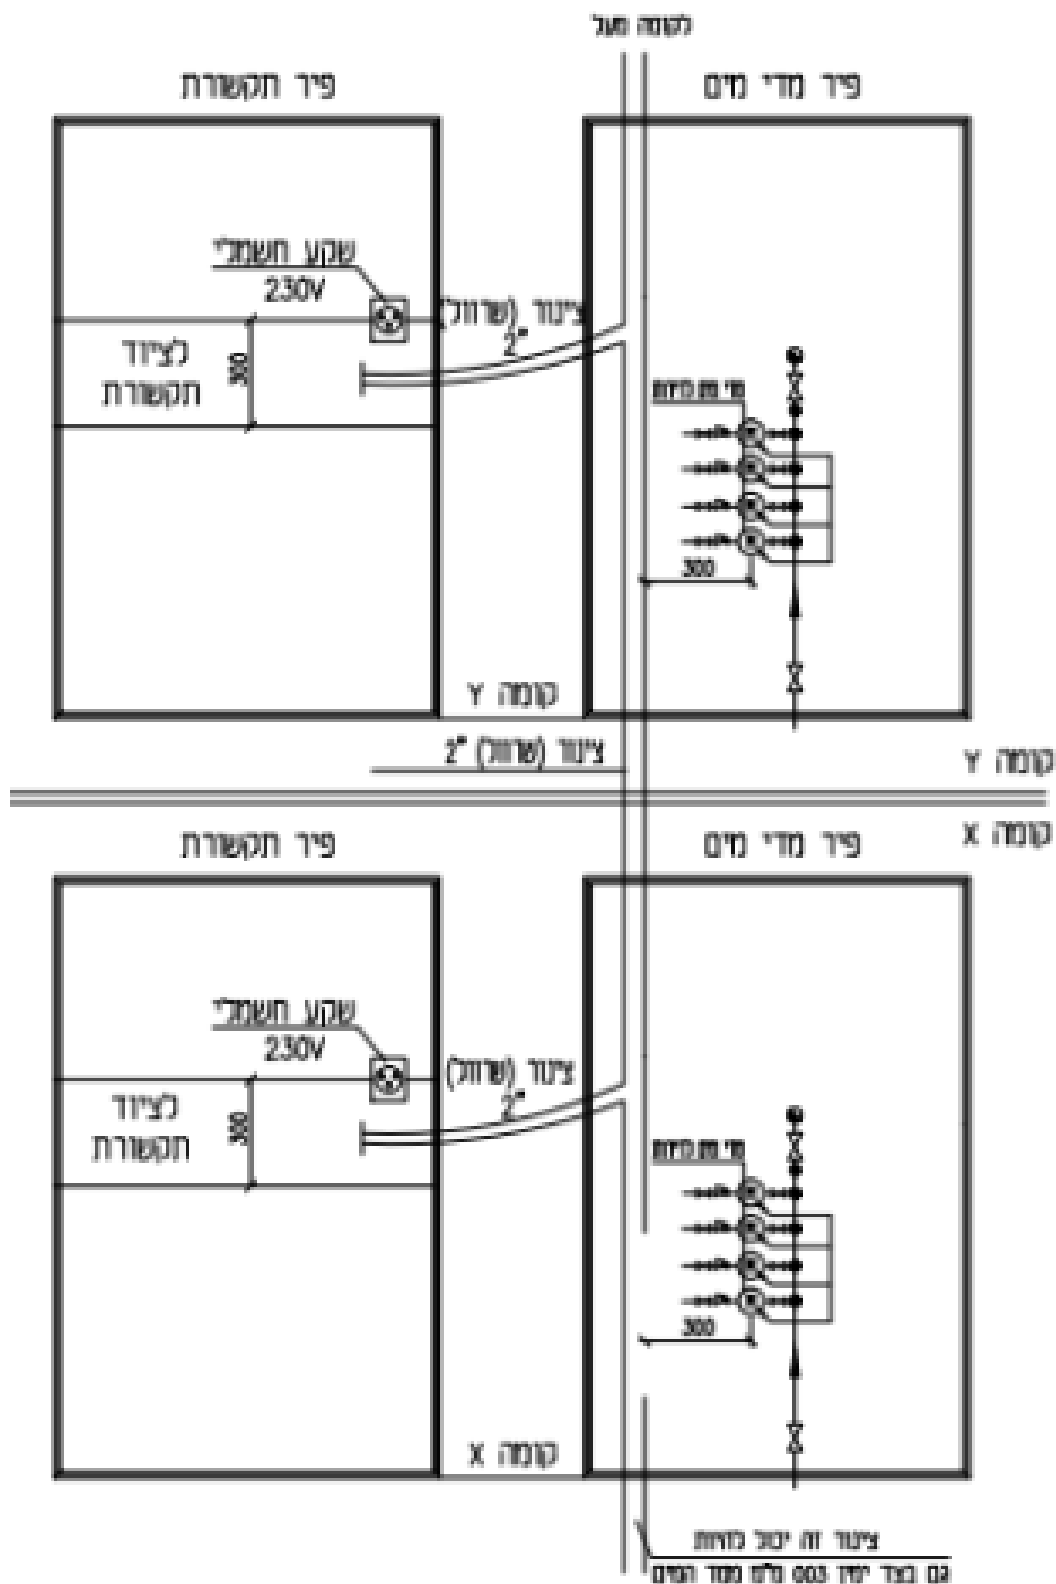 לקומה מעל
פיר תקשורת
פיר מדי מים
שקע חשמלי
230V
צינור (שרוול)
2"
לציוד
תקשורת
300
300
קומה Y
צינור (שרוול) 2"
קומה Y
קומה X
פיר תקשורת
פיר מדי מים
שקע חשמלי
230V
צינור (שרוול)
2"
לציוד
תקשורת
300
300
קומה X
צינור זה יכול להיות
גם בצד ימין 003 מ"מ ממד המים